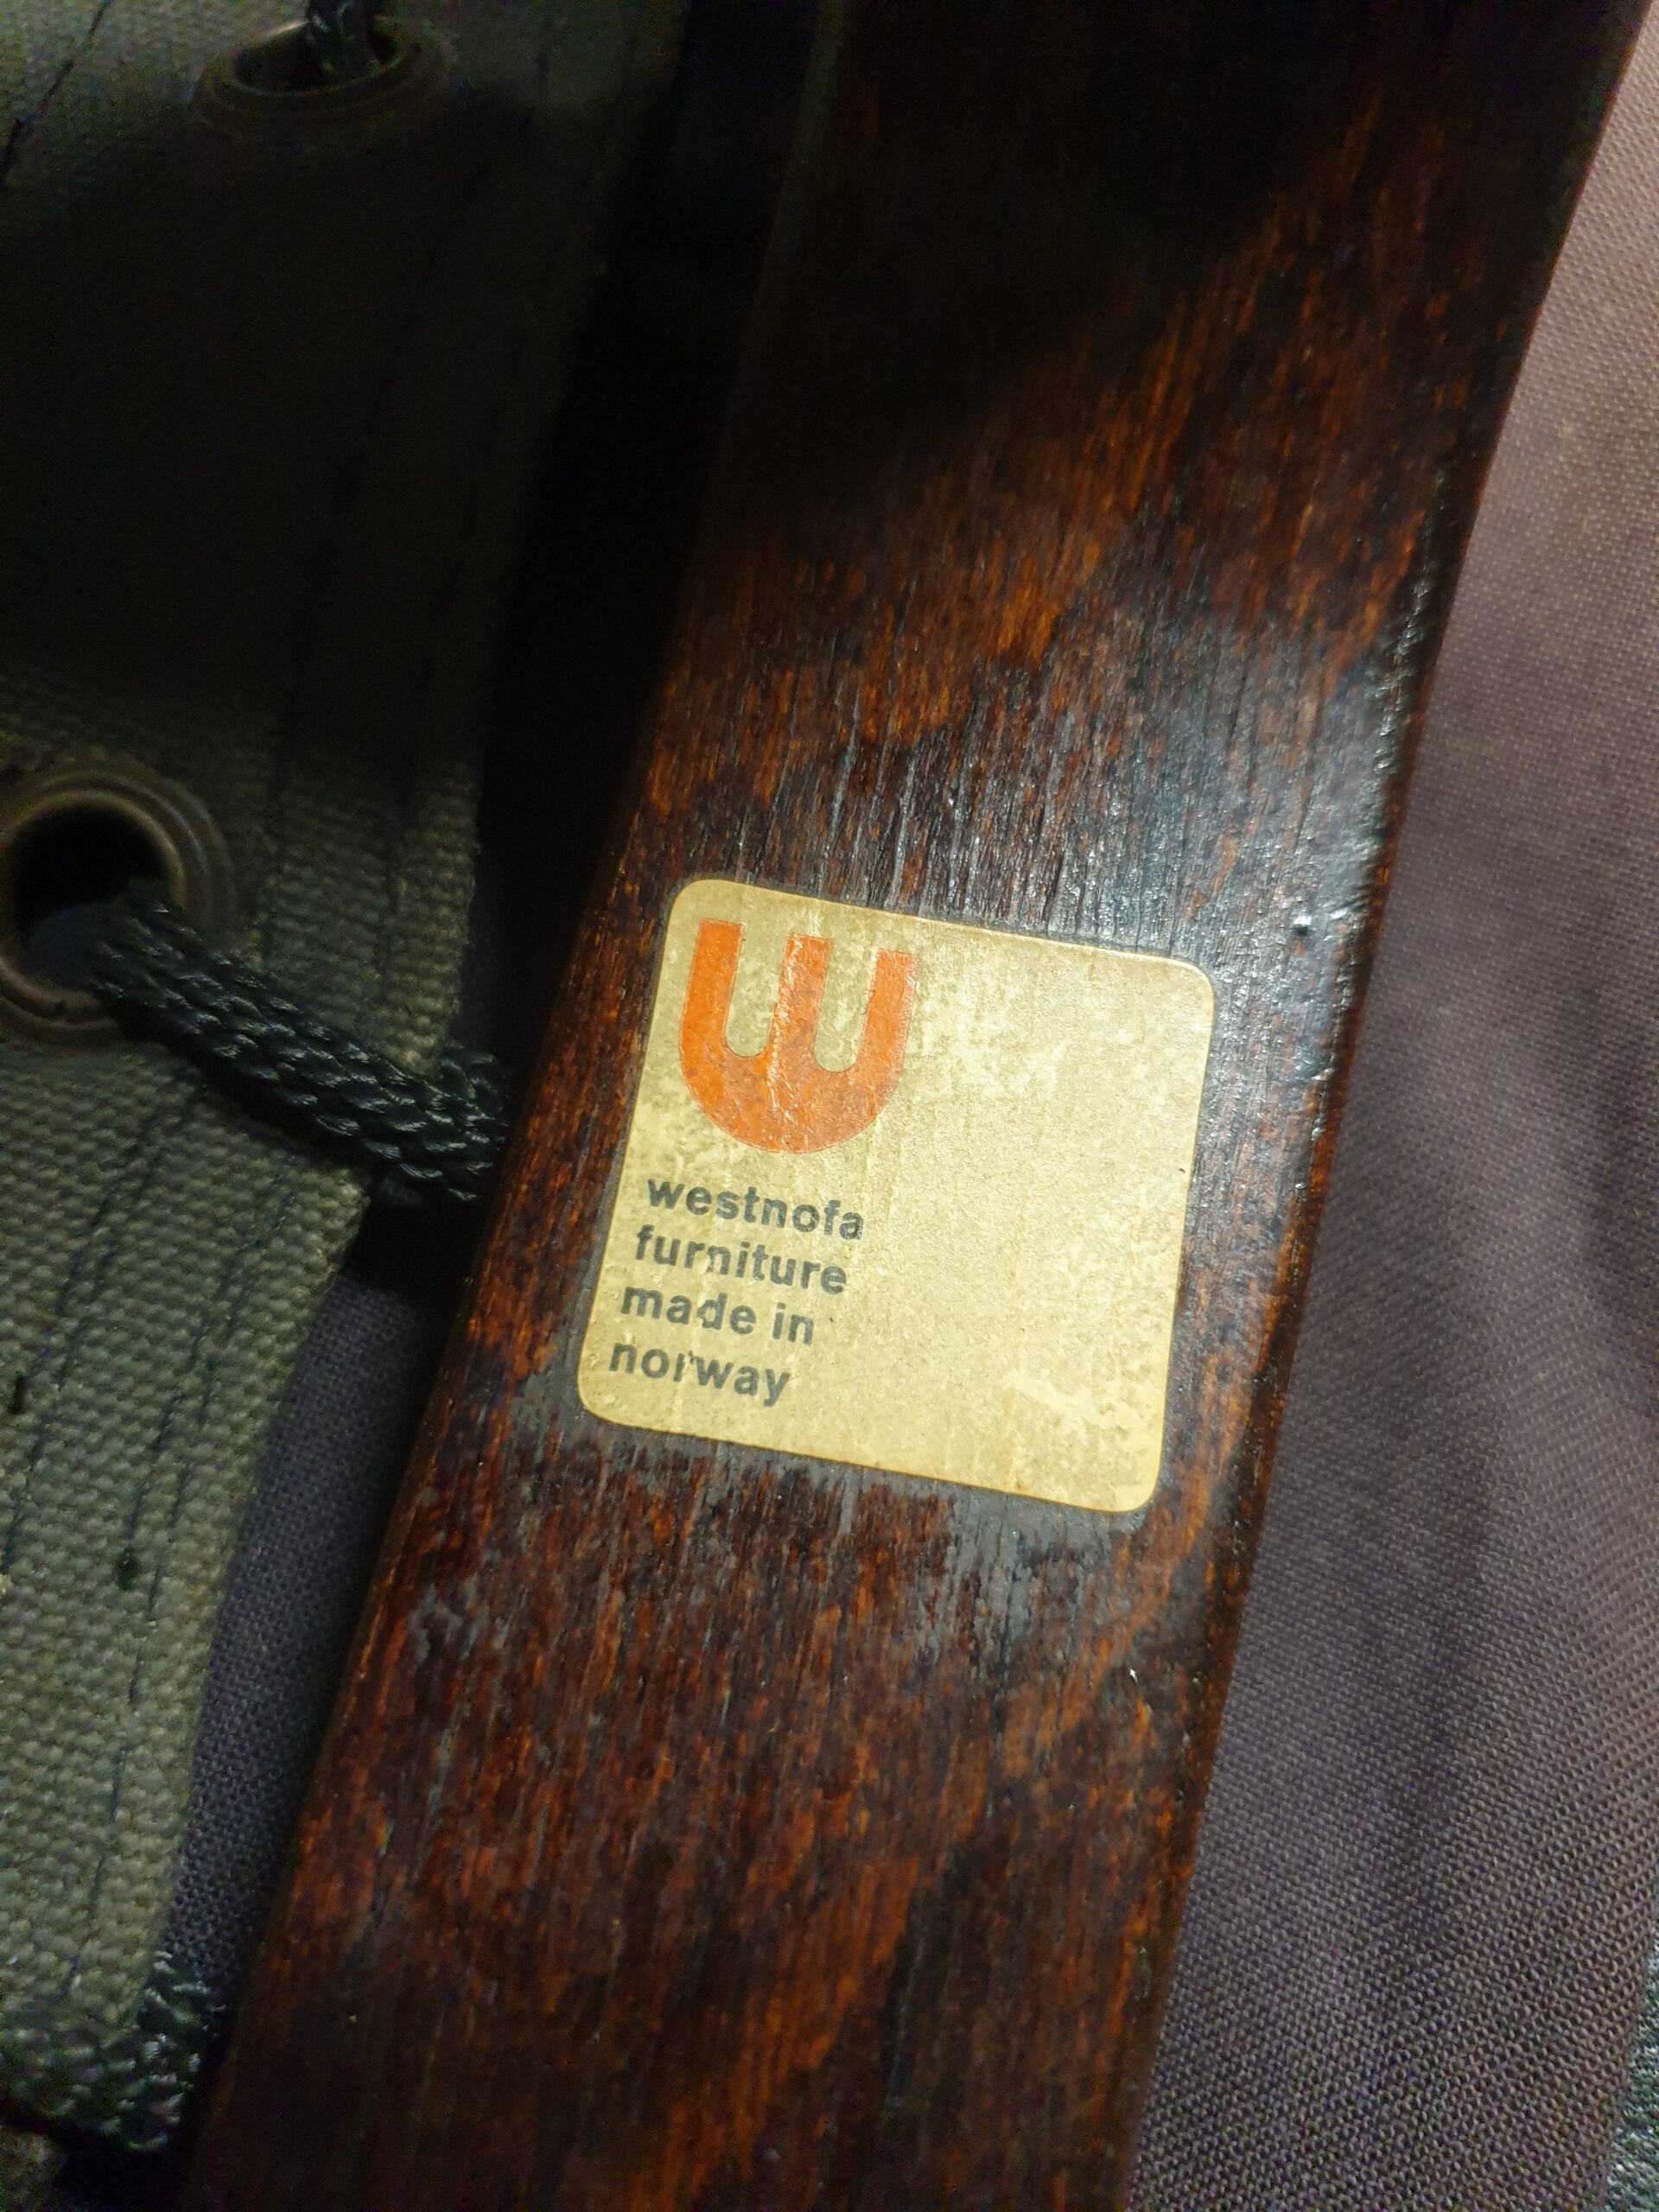 westnofa
furniture
made in
norway